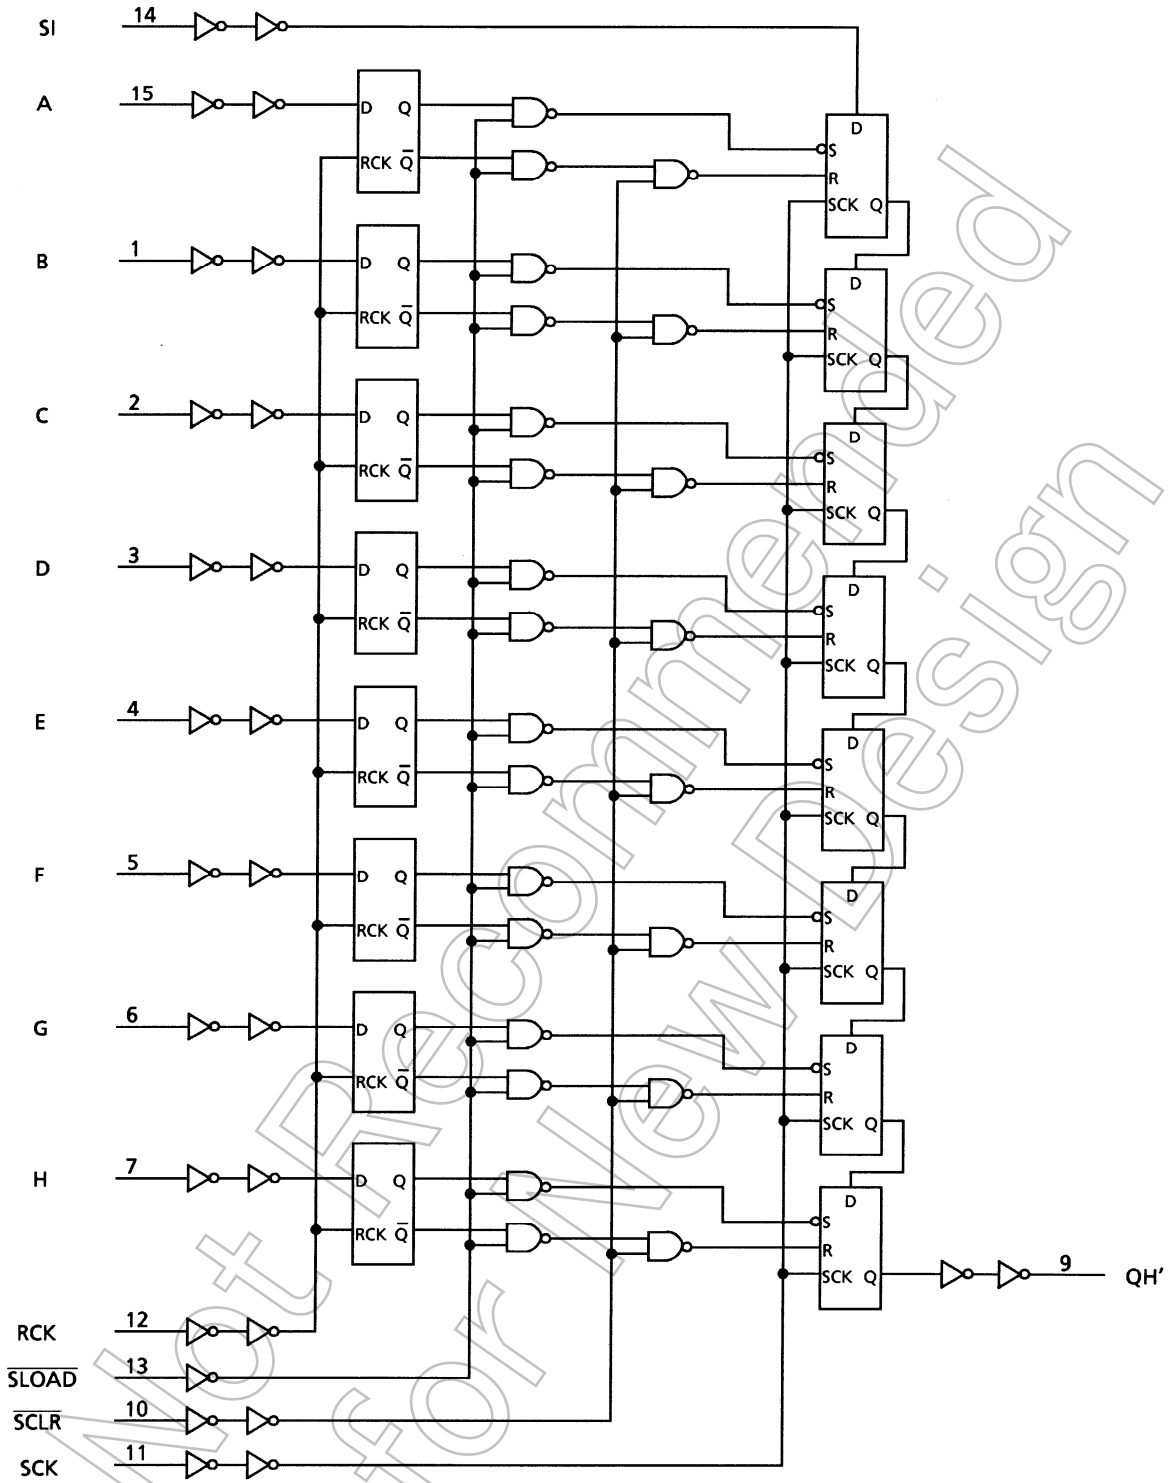 SI 14
D
A 15
D Q
RCK Q̅
S
R
SCK Q
B 1
D Q
RCK Q̅
D
S
R
SCK Q
C 2
D Q
RCK Q̅
D
S
R
SCK Q
D 3
D Q
RCK Q̅
D
S
R
SCK Q
E 4
D Q
RCK Q̅
D
S
R
SCK Q
F 5
D Q
RCK Q̅
D
S
R
SCK Q
G 6
D Q
RCK Q̅
D
S
R
SCK Q
H 7
D Q
RCK Q̅
D
S
R
SCK Q
9 QH′
RCK 12
S̅L̅O̅A̅D̅ 13
S̅C̅L̅R̅ 10
SCK 11
Not Recommended
for New Design